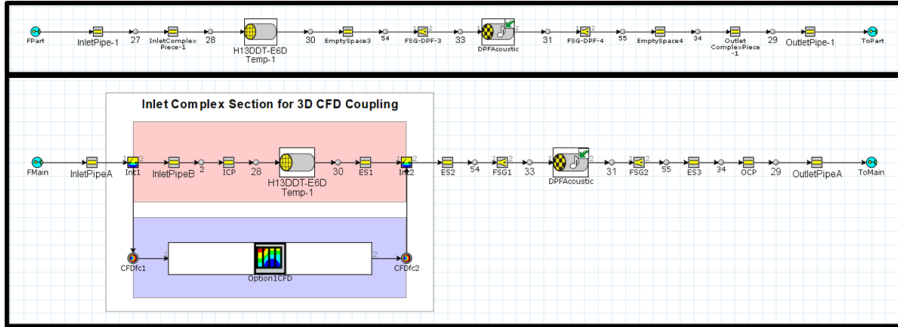 FPart
InletPipe-1
27
InletComplex
Piece-1
28
H13DDT-E6D
Temp-1
30
EmptySpace3
54
FSG-DPF-3
33
DPFAcoustic
31
FSG-DPF-4
55
EmptySpace4
34
Outlet
ComplexPiece
-1
29
OutletPipe-1
ToPart
Inlet Complex Section for 3D CFD Coupling
FMain
InletPipeA
Int1
InletPipeB
2
ICP
28
H13DDT-E6D
Temp-1
30
ES1
Int2
ES2
54
FSG1
33
DPFAcoustic
31
FSG2
55
ES3
34
OCP
29
OutletPipeA
ToMain
CFDfc1
Option1CFD
CFDfc2